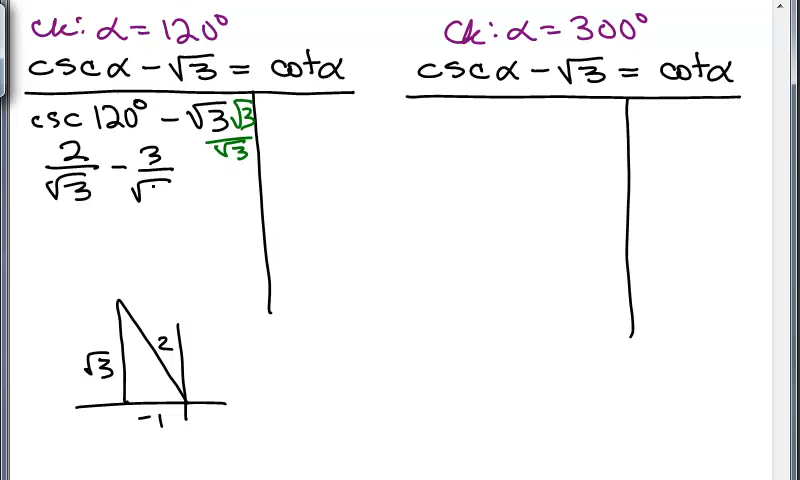 ck: α = 120°
csc α − √3 = cot α
csc 120° − √3 √3/√3
2/√3 − 3/√
√3
2
−1
ck: α = 300°
csc α − √3 = cot α